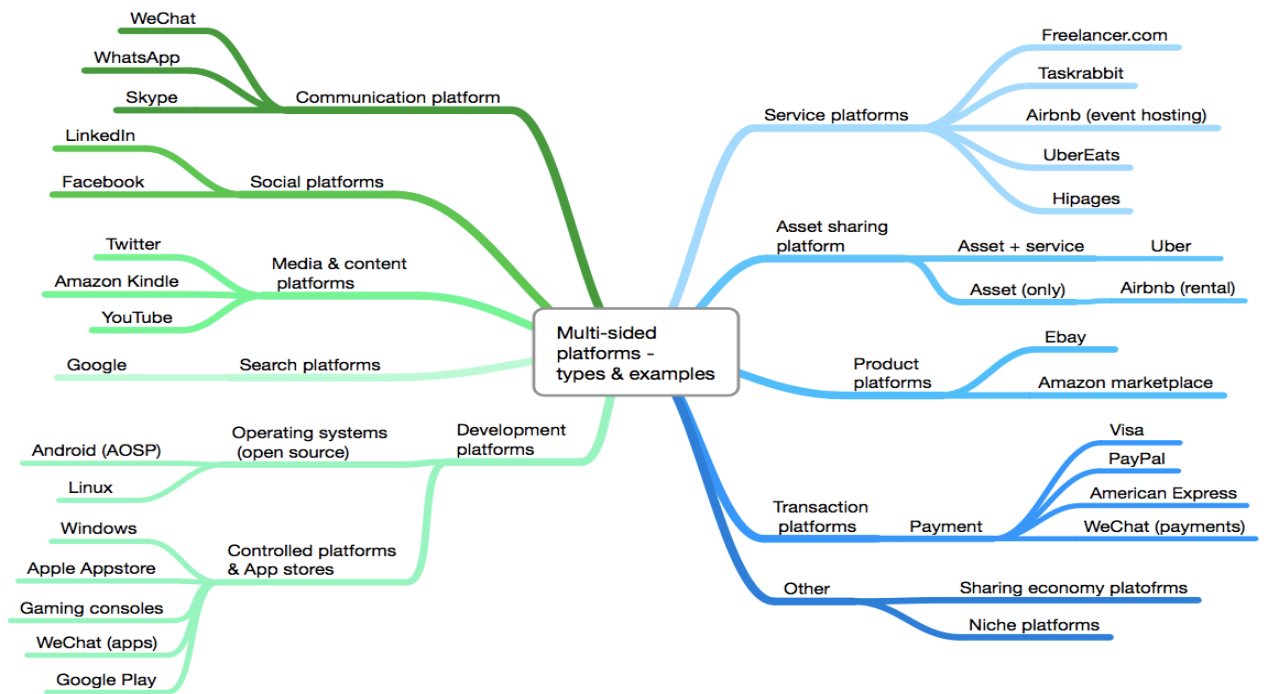 Multi-sided
platforms -
types & examples
Communication platform
WeChat
WhatsApp
Skype
Social platforms
LinkedIn
Facebook
Media & content
platforms
Twitter
Amazon Kindle
YouTube
Search platforms
Google
Development
platforms
Operating systems
(open source)
Android (AOSP)
Linux
Controlled platforms
& App stores
Windows
Apple Appstore
Gaming consoles
WeChat (apps)
Google Play
Service platforms
Freelancer.com
Taskrabbit
Airbnb (event hosting)
UberEats
Hipages
Asset sharing
platform
Asset + service
Uber
Asset (only)
Airbnb (rental)
Product
platforms
Ebay
Amazon marketplace
Transaction
platforms
Payment
Visa
PayPal
American Express
WeChat (payments)
Other
Sharing economy platofrms
Niche platforms